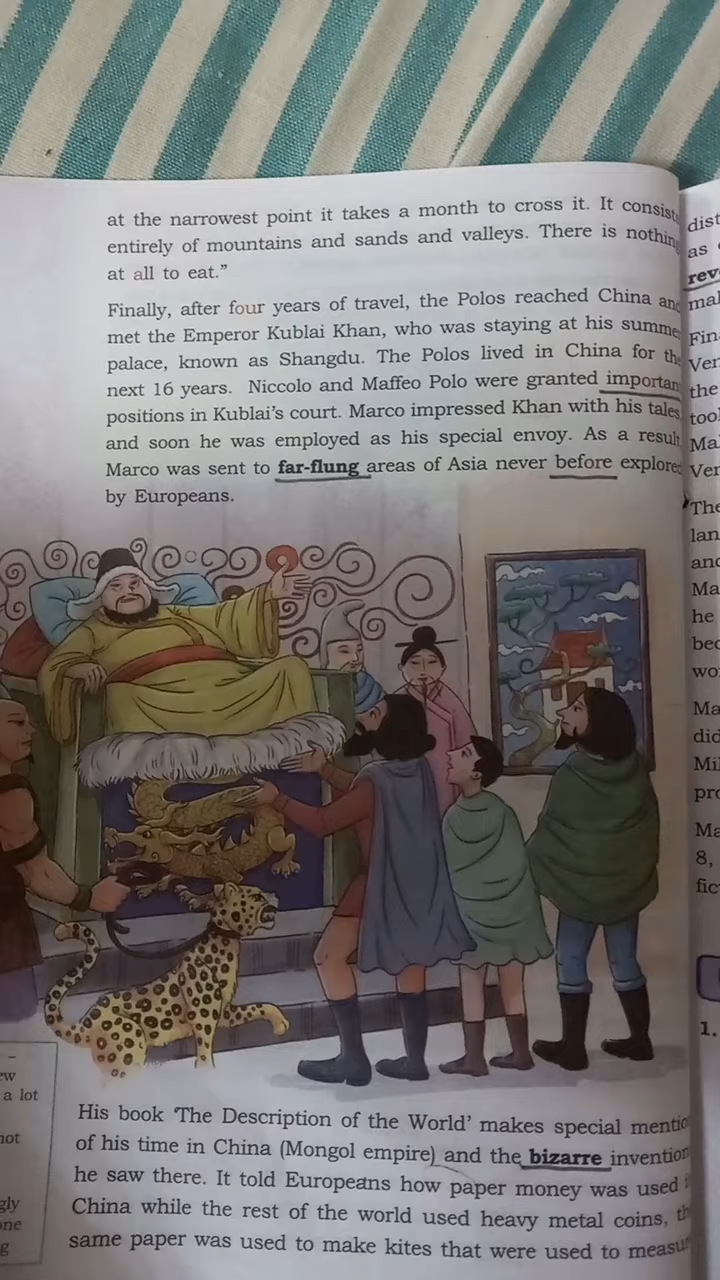 at the narrowest point it takes a month to cross it. It consist
entirely of mountains and sands and valleys. There is nothin
at all to eat.”
Finally, after four years of travel, the Polos reached China and
met the Emperor Kublai Khan, who was staying at his summe
palace, known as Shangdu. The Polos lived in China for the
next 16 years. Niccolo and Maffeo Polo were granted importan
positions in Kublai's court. Marco impressed Khan with his tales
and soon he was employed as his special envoy. As a result
Marco was sent to far-flung areas of Asia never before explored
by Europeans.
His book ‘The Description of the World’ makes special mentio
of his time in China (Mongol empire) and the bizarre invention
he saw there. It told Europeans how paper money was used
China while the rest of the world used heavy metal coins, th
same paper was used to make kites that were used to measu
ew
a lot
not
gly
one
g
dist
as
rev
mal
Fin
Ver
the
too
Ma
Ver
The
lan
and
Ma
he
bec
wo
Ma
did
Mi
pro
Ma
8,
fic
1.